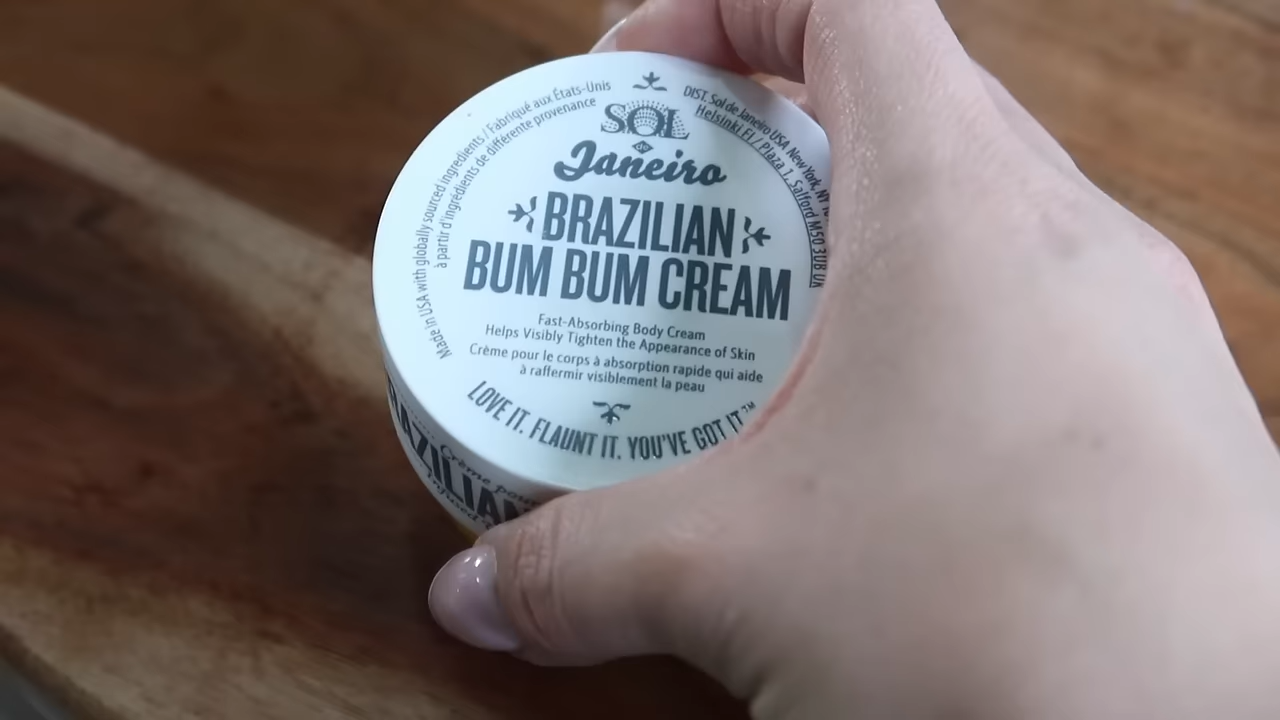 SOL
de
Janeiro
BRAZILIAN
BUM BUM CREAM
Fast-Absorbing Body Cream
Helps Visibly Tighten the Appearance of Skin
Crème pour le corps à absorption rapide qui aide
à raffermir visiblement la peau
LOVE IT. FLAUNT IT. YOU'VE GOT IT™
Made in USA with globally sourced ingredients / Fabriqué aux États-Unis
à partir d'ingrédients de différente provenance
DIST. Sol de Janeiro USA New York, NY
Helsinki FI / Plaza 1, Salford M50 3UB UK
Crème pour
BRAZILIAN
Infused